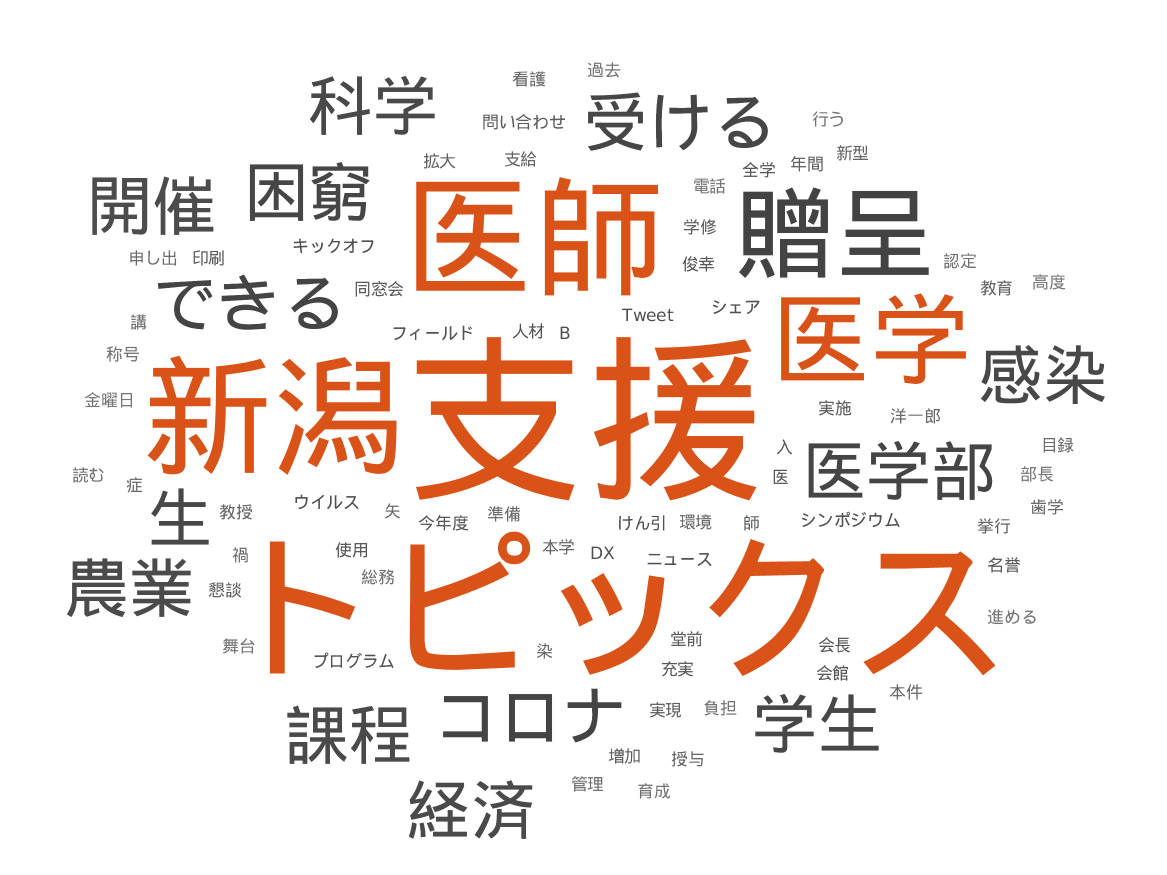 看護
過去
科学
問い合わせ
受ける
行う
拡大
支給
全学
年間
新型
開催
困窮
医師
電話
贈呈
学修
キックオフ
俊幸
申し出
印刷
認定
できる
同窓会
教育
高度
講
フィールド
人材
B
Tweet
シェア
医学
称号
新潟
支援
感染
金曜日
実施
洋一郎
読む
症
入
医
医学部
目録
部長
生
教授
ウイルス
矢
今年度
準備
けん引
環境
師
シンポジウム
歯学
挙行
禍
使用
本学
DX
ニュース
名誉
農業
懇談
総務
トピックス
進める
舞台
プログラム
染
堂前
充実
会長
会館
本件
課程
コロナ
実現
負担
学生
増加
授与
経済
管理
育成